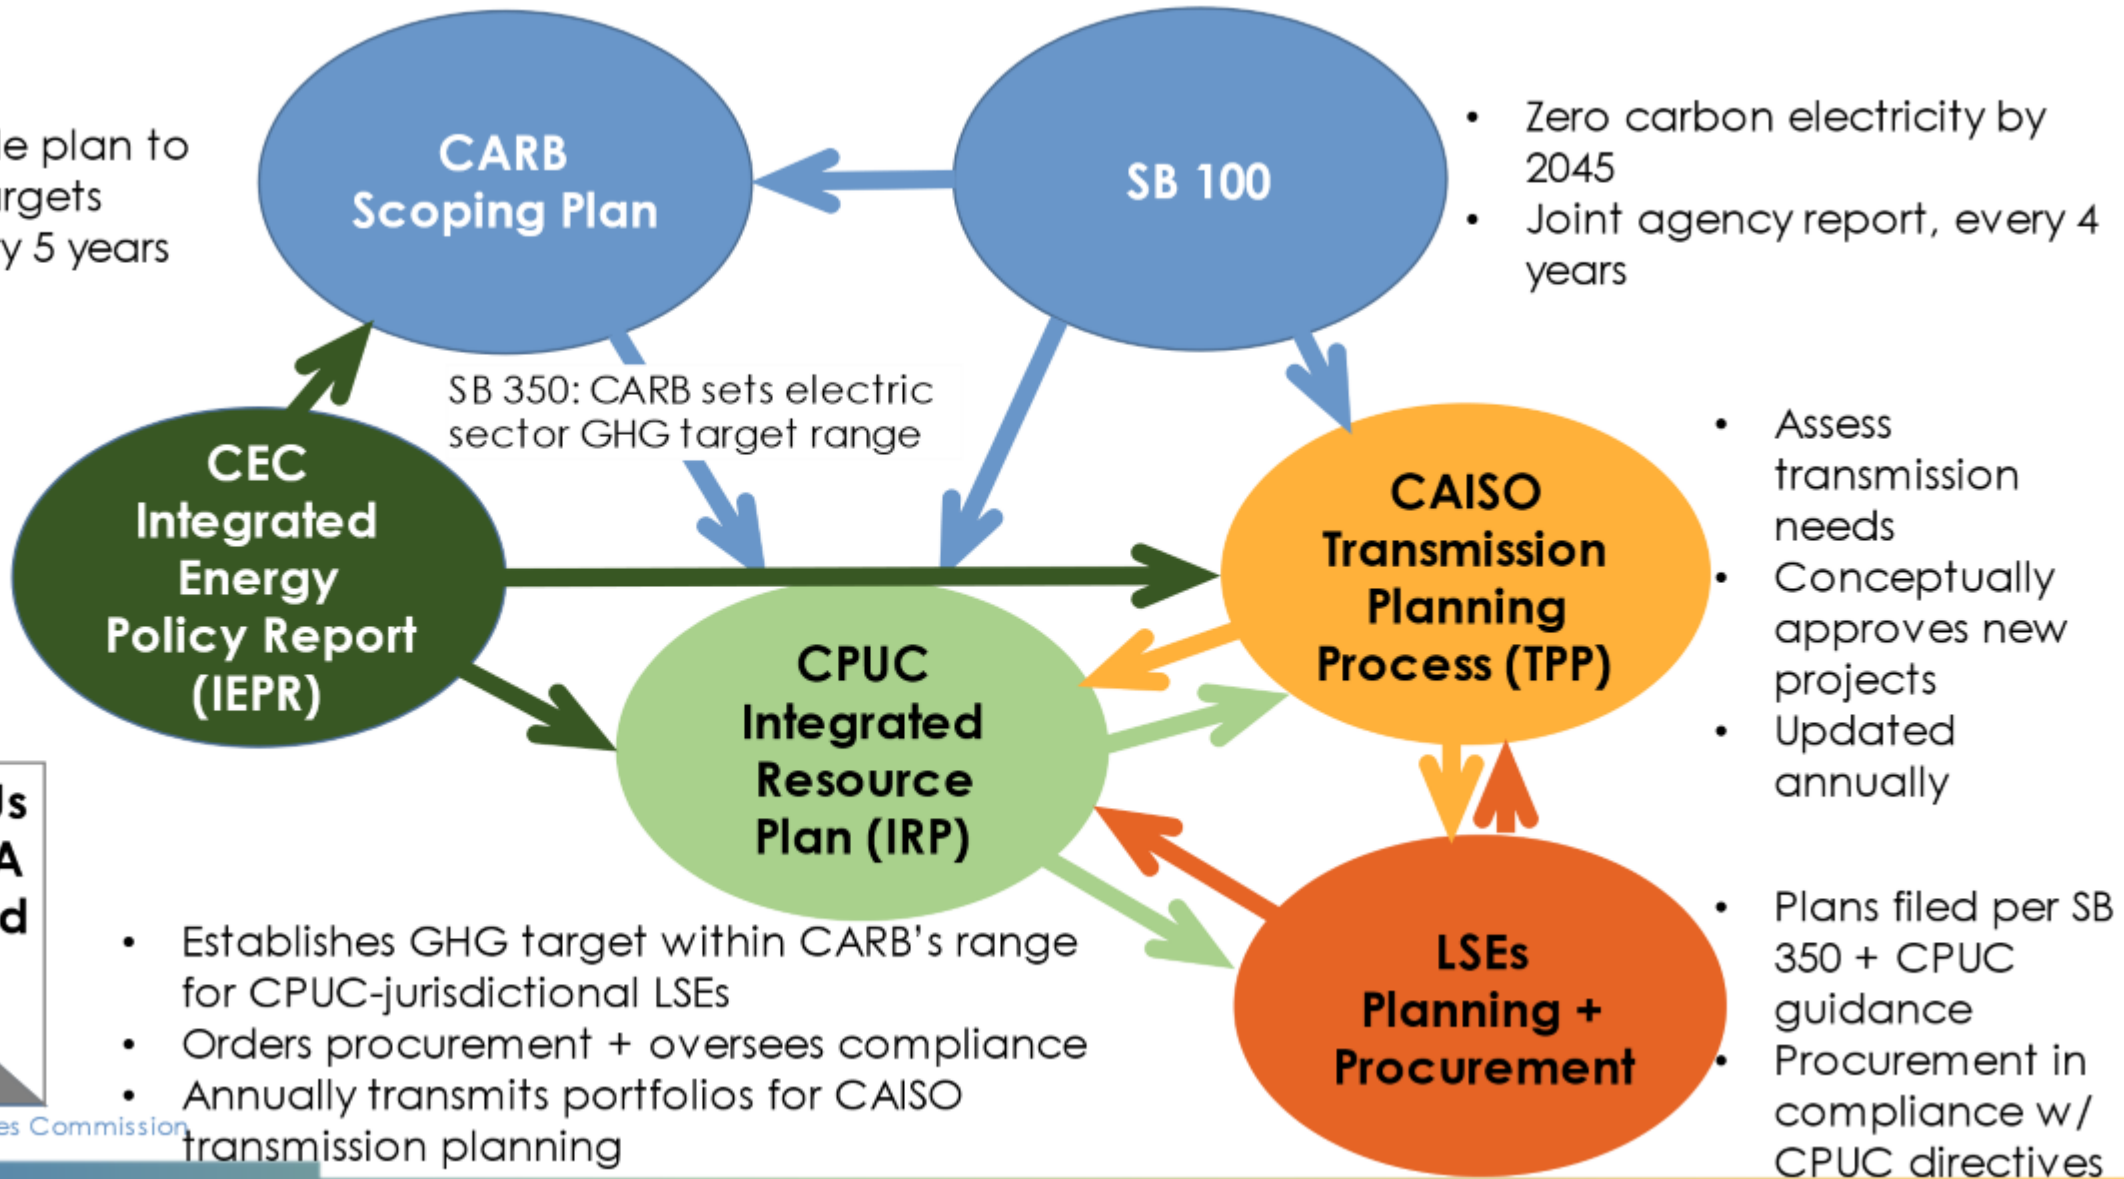 plan to
5 years
CARB
Scoping Plan
SB 100
• Zero carbon electricity by
2045
• Joint agency report, every 4
years
SB 350: CARB sets electric
sector GHG target range
CEC
Integrated
Energy
Policy Report
(IEPR)
CAISO
Transmission
Planning
Process (TPP)
• Assess
transmission
needs
• Conceptually
approves new
projects
• Updated
annually
CPUC
Integrated
Resource
Plan (IRP)
LSEs
Planning +
Procurement
• Plans filed per SB
350 + CPUC
guidance
• Procurement in
compliance w/
CPUC directives
• Establishes GHG target within CARB's range
for CPUC-jurisdictional LSEs
• Orders procurement + oversees compliance
• Annually transmits portfolios for CAISO
transmission planning
Commission